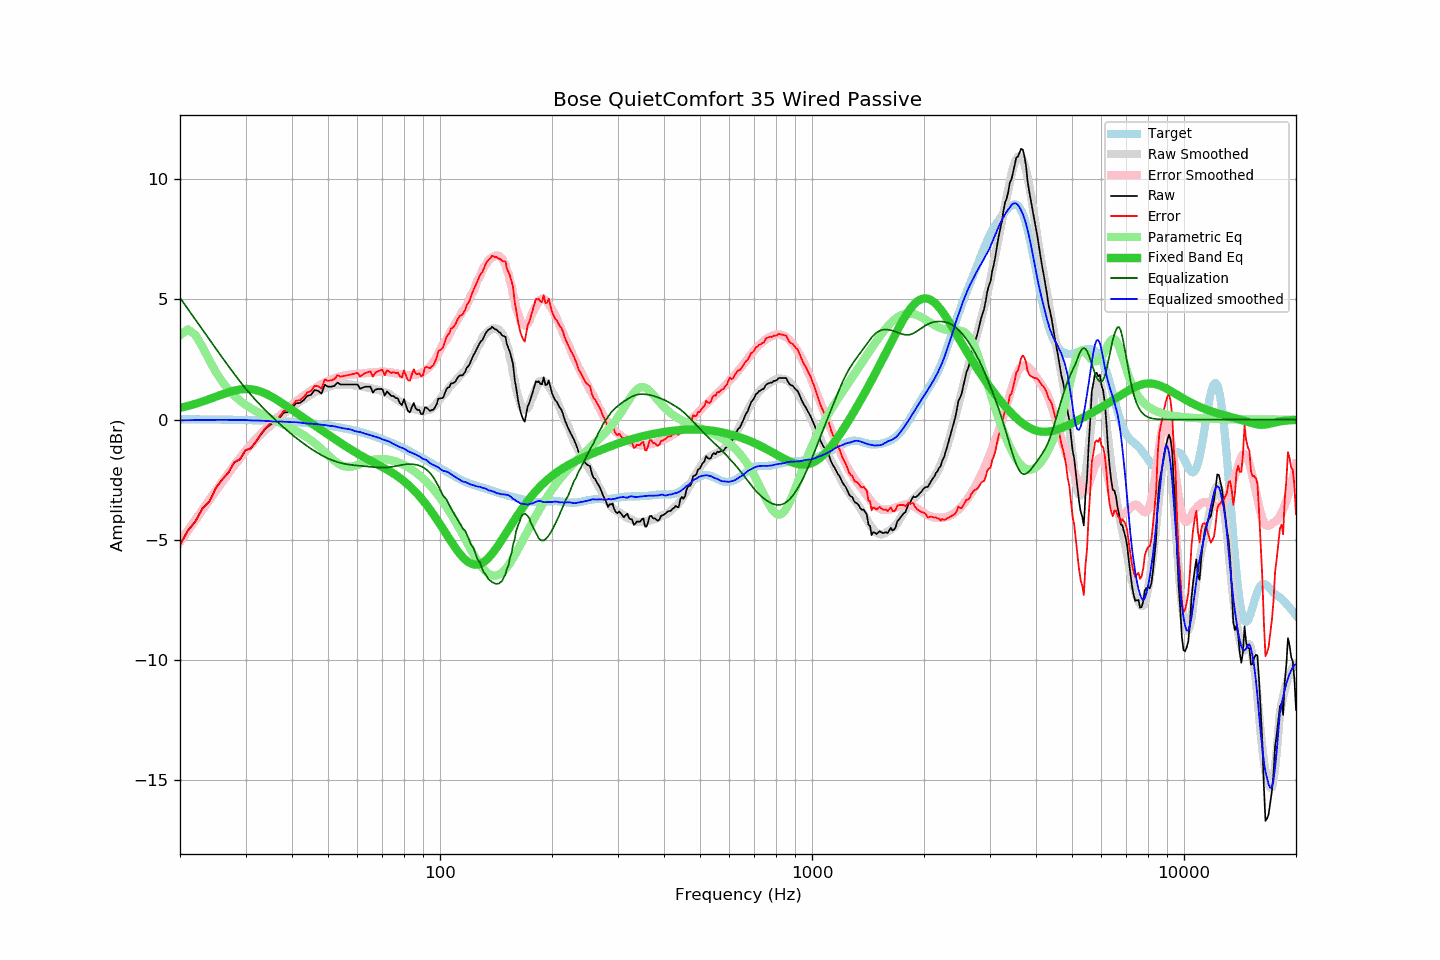 Bose QuietComfort 35 Wired Passive
Target
Raw Smoothed
Error Smoothed
Raw
Error
Parametric Eq
Fixed Band Eq
Equalization
Equalized smoothed
10
5
0
−5
−10
−15
Amplitude (dBr)
100
1000
10000
Frequency (Hz)